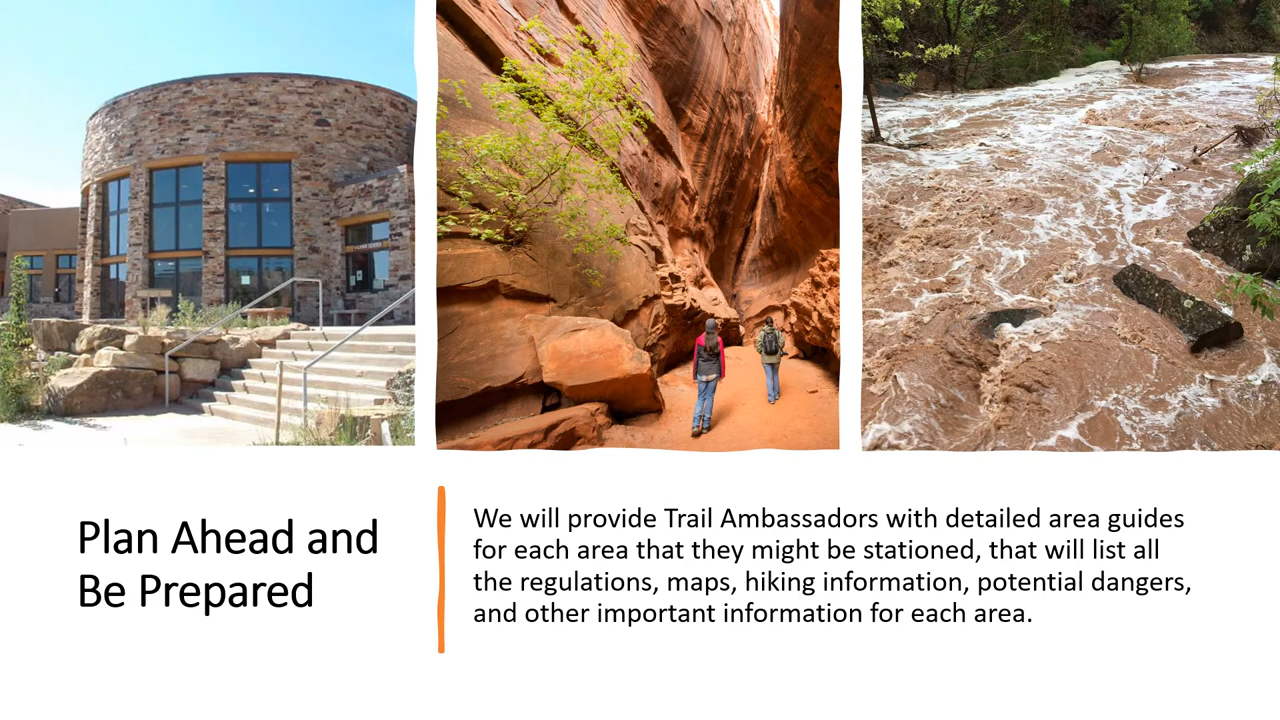 Plan Ahead and
Be Prepared
We will provide Trail Ambassadors with detailed area guides
for each area that they might be stationed, that will list all
the regulations, maps, hiking information, potential dangers,
and other important information for each area.